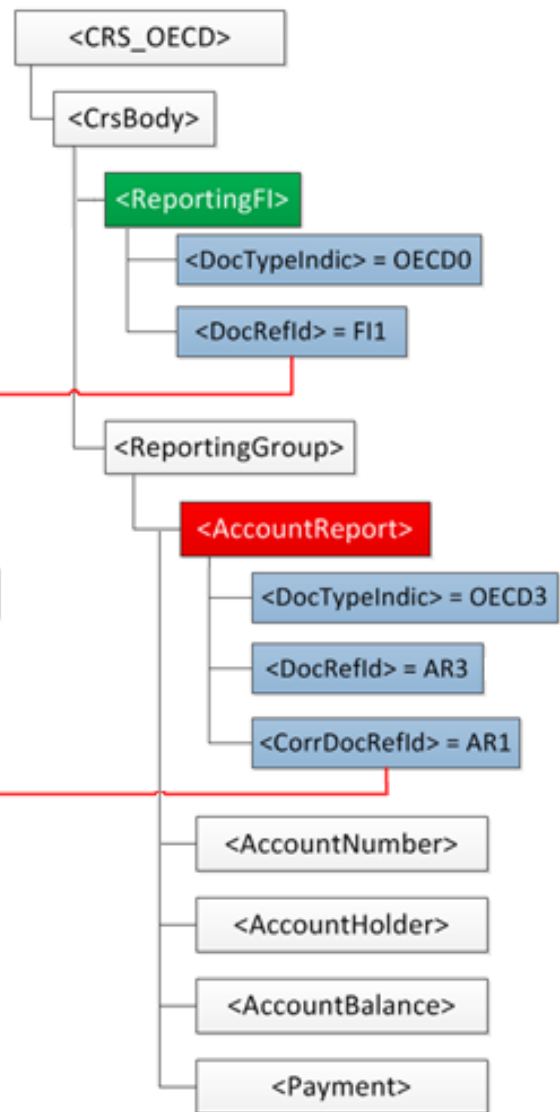 <CRS_OECD>
<CrsBody>
<ReportingFI>
<DocTypeIndic> = OECD0
<DocRefId> = FI1
<ReportingGroup>
<AccountReport>
<DocTypeIndic> = OECD3
<DocRefId> = AR3
<CorrDocRefId> = AR1
<AccountNumber>
<AccountHolder>
<AccountBalance>
<Payment>